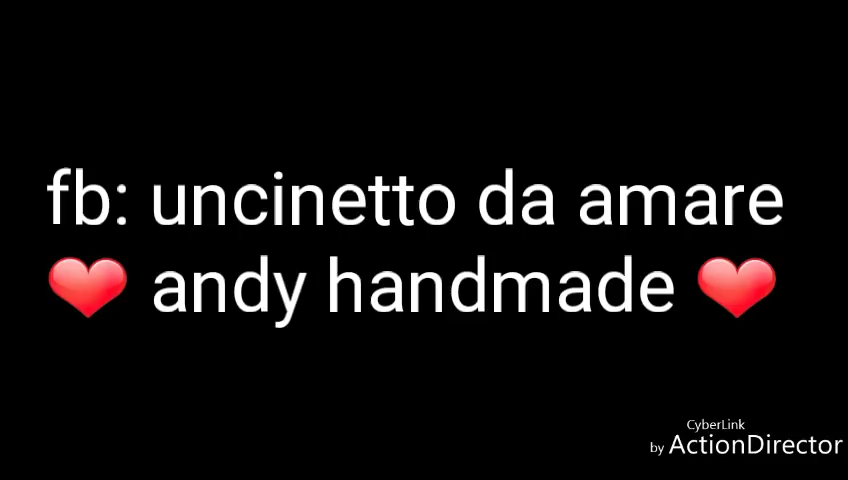 fb: uncinetto da amare
❤ andy handmade ❤
CyberLink
by ActionDirector